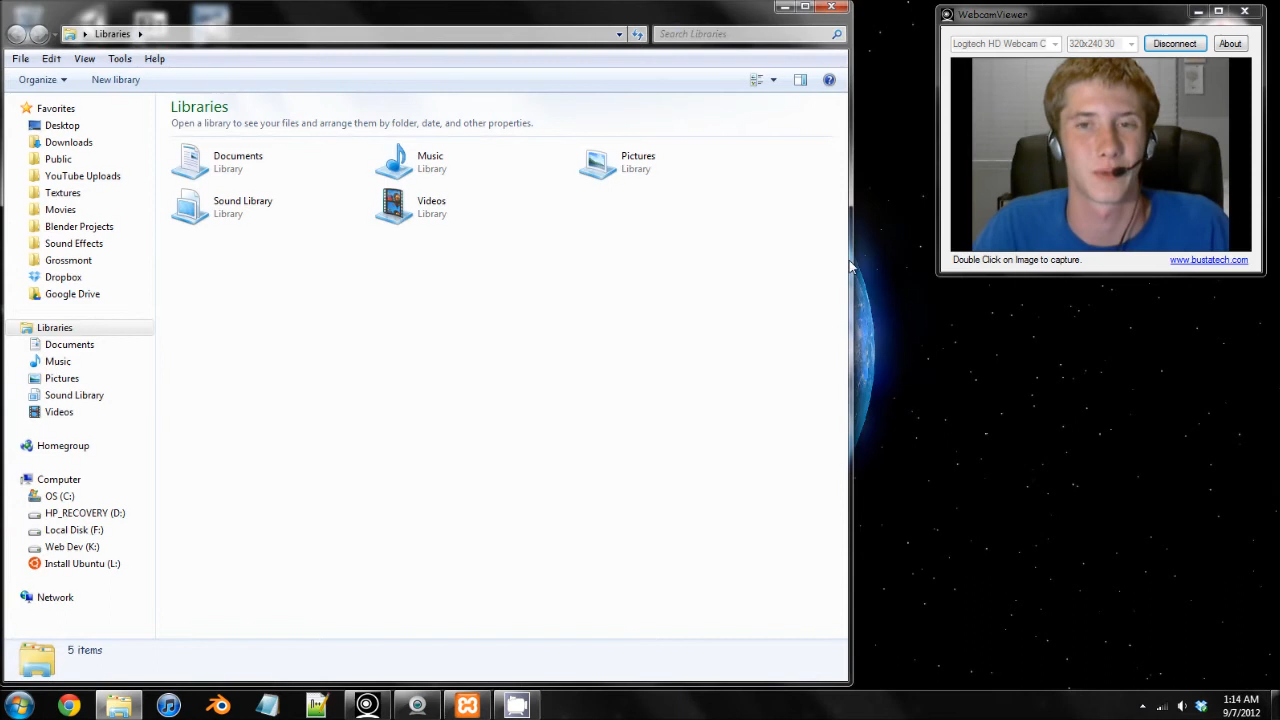 Libraries
Search Libraries
File Edit View Tools Help
Organize New library
Favorites
Desktop
Downloads
Public
YouTube Uploads
Textures
Movies
Blender Projects
Sound Effects
Grossmont
Dropbox
Google Drive
Libraries
Documents
Music
Pictures
Sound Library
Videos
Homegroup
Computer
OS (C:)
HP_RECOVERY (D:)
Local Disk (F:)
Web Dev (K:)
Install Ubuntu (L:)
Network
Libraries
Open a library to see your files and arrange them by folder, date, and other properties.
Documents
Library
Music
Library
Pictures
Library
Sound Library
Library
Videos
Library
5 items
WebcamViewer
Logitech HD Webcam C 320x240 30 Disconnect About
Double Click on Image to capture. www.bustatech.com
1:14 AM
9/7/2012